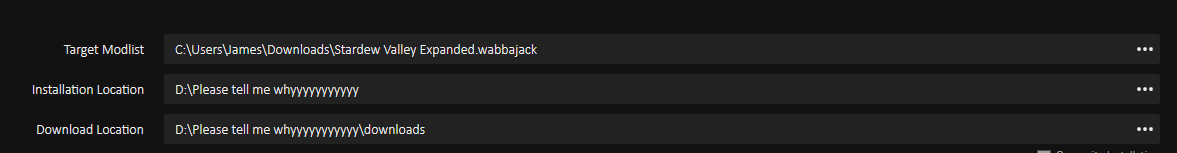 Target Modlist C:\Users\James\Downloads\Stardew Valley Expanded.wabbajack
Installation Location D:\Please tell me whyyyyyyyyyyy
Download Location D:\Please tell me whyyyyyyyyyyy\downloads